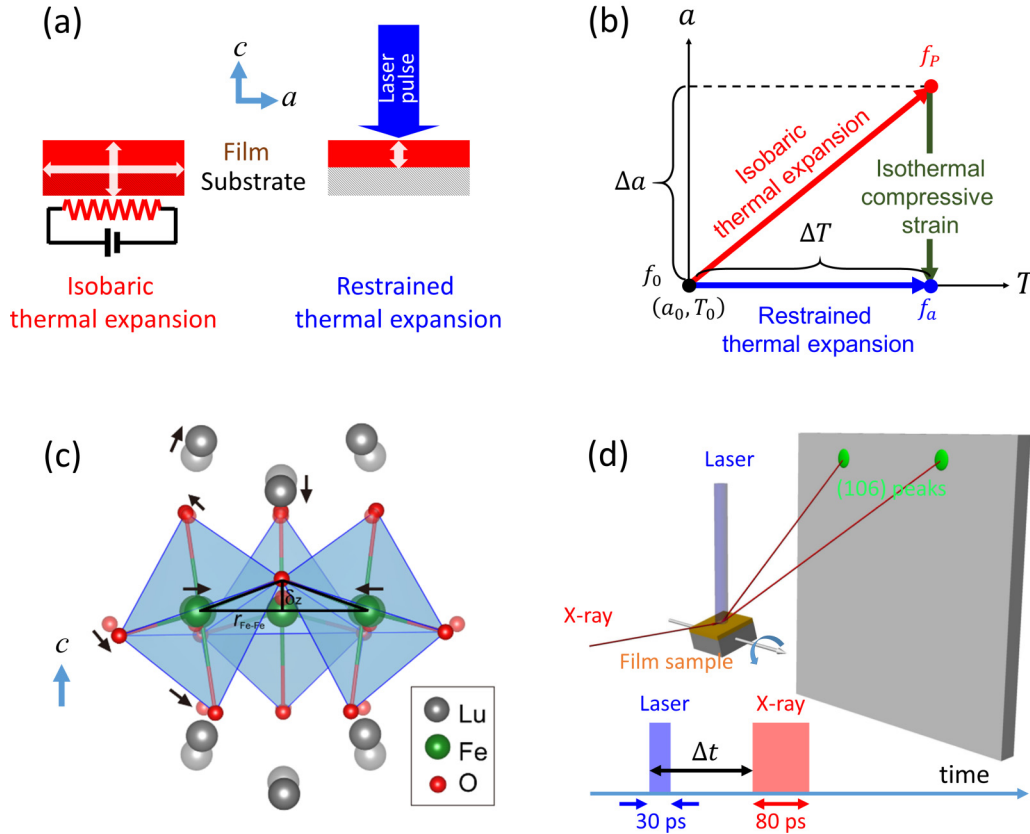 (a)
c
a
Laser
pulse
Film
Substrate
Isobaric
thermal expansion
Restrained
thermal expansion
(b)
a
f_P
Isobaric
thermal expansion
Isothermal
compressive
strain
Δa
ΔT
f_0
T
(a_0, T_0)
f_a
Restrained
thermal expansion
(c)
δz
r_Fe-Fe
c
Lu
Fe
O
(d)
Laser
(106) peaks
X-ray
Film sample
Laser
X-ray
Δt
time
30 ps
80 ps